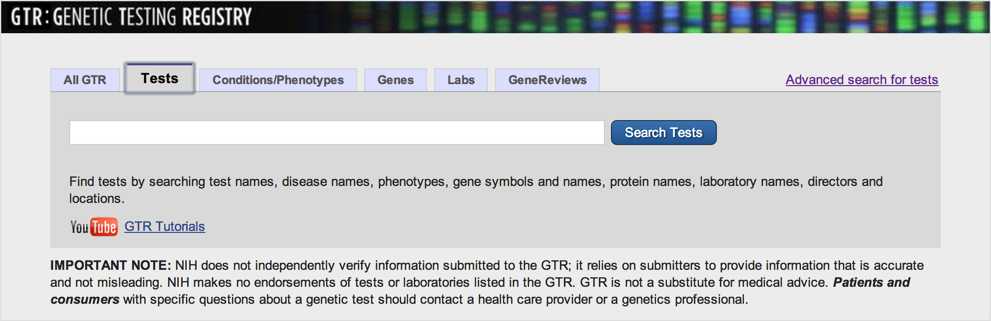 GTR: GENETIC TESTING REGISTRY
All GTR Tests Conditions/Phenotypes Genes Labs GeneReviews Advanced search for tests
Search Tests
Find tests by searching test names, disease names, phenotypes, gene symbols and names, protein names, laboratory names, directors and
locations.
YouTube GTR Tutorials
IMPORTANT NOTE: NIH does not independently verify information submitted to the GTR; it relies on submitters to provide information that is accurate
and not misleading. NIH makes no endorsements of tests or laboratories listed in the GTR. GTR is not a substitute for medical advice. Patients and
consumers with specific questions about a genetic test should contact a health care provider or a genetics professional.